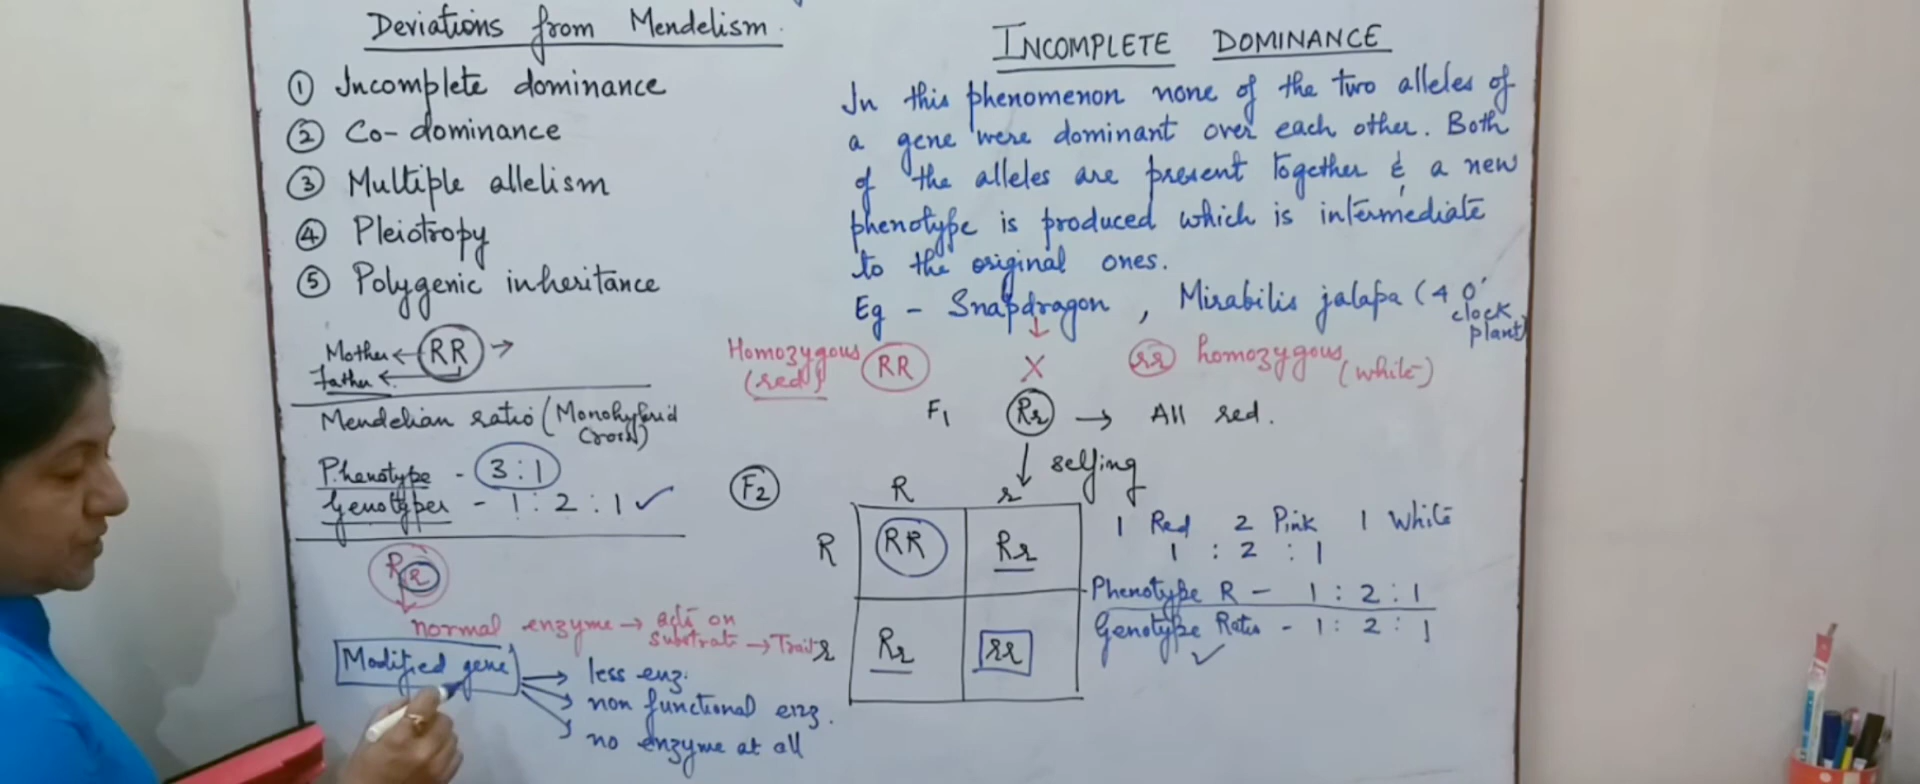 Deviations from Mendelism
① Incomplete dominance
② Co-dominance
③ Multiple allelism
④ Pleiotropy
⑤ Polygenic inheritance
Mother ← RR →
Father ←
Mendelian ratio (Monohybrid
Cross)
Phenotype - 3:1
Genotypes - 1:2:1 ✓
Rr
normal enzyme → acts on
substrate → Trait
Modified gene → less enz.
→ non functional enz.
→ no enzyme at all
INCOMPLETE DOMINANCE
In this phenomenon none of the two alleles of
a gene were dominant over each other. Both
of the alleles are present together & a new
phenotype is produced which is intermediate
to the original ones.
Eg - Snapdragon, Mirabilis jalapa (4 O'
clock
plant)
Homozygous RR X rr homozygous
(red) (white)
F1 Rr → All red.
↓ selfing
F2
R r
R RR Rr
r Rr rr
1 Red 2 Pink 1 White
1 : 2 : 1
Phenotype R - 1 : 2 : 1
Genotype Ratio - 1 : 2 : 1
✓